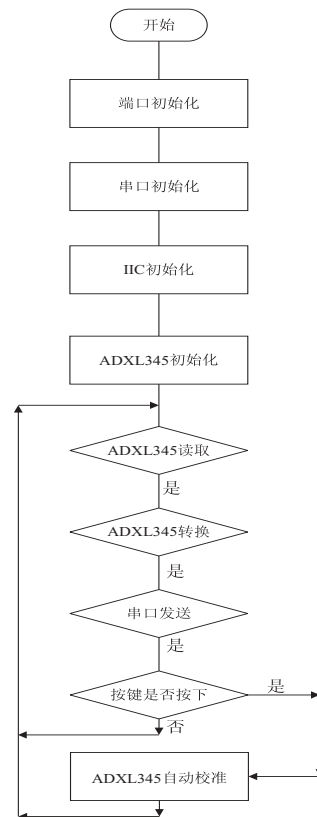 开始
端口初始化
串口初始化
IIC初始化
ADXL345初始化
ADXL345读取
是
ADXL345转换
是
串口发送
是
按键是否按下
是
否
ADXL345自动校准